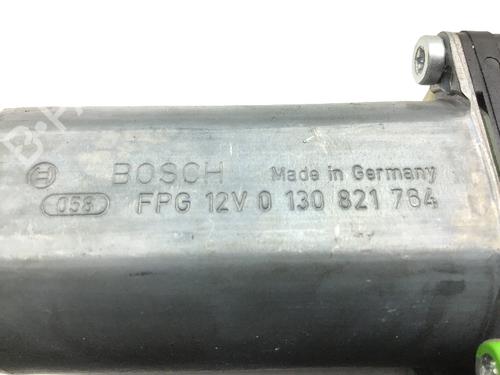 BOSCH Made in Germany
058 FPG 12V 0 130 821 764